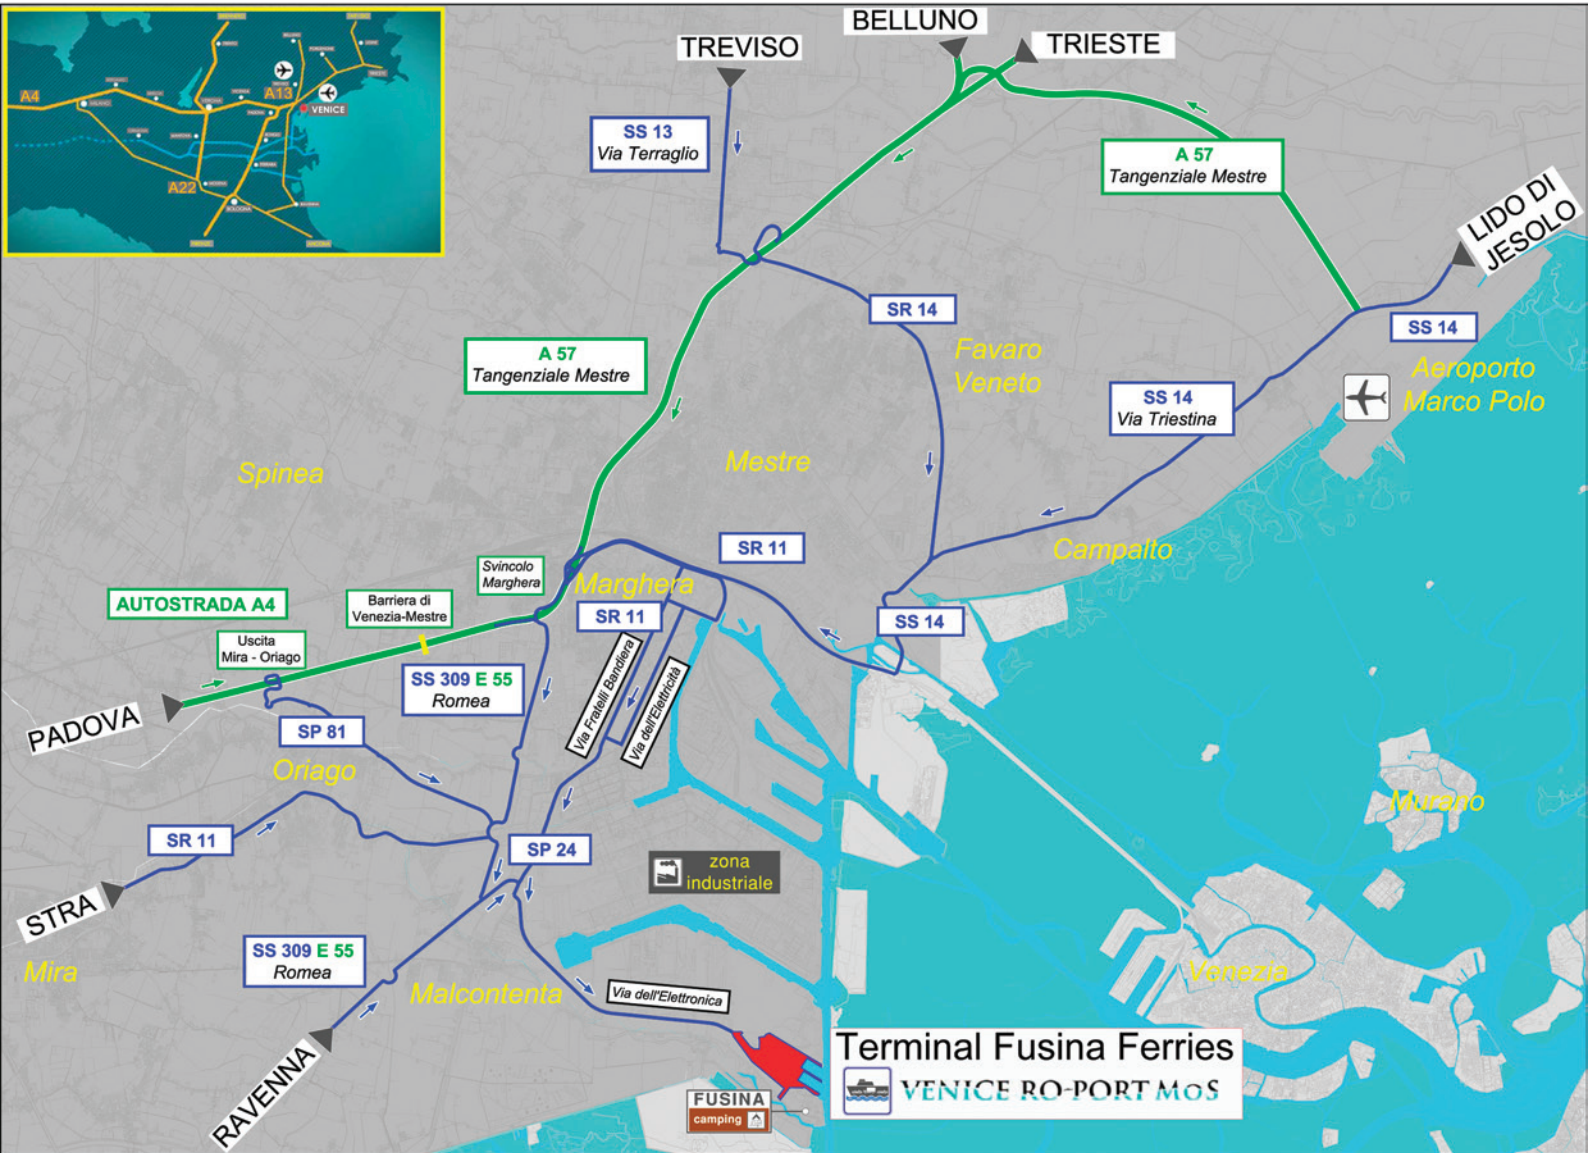 A4
A13
VENICE
A22
BOLOGNA
MILANO
TREVISO
BELLUNO
TRIESTE
SS 13
Via Terraglio
A 57
Tangenziale Mestre
LIDO DI
JESOLO
SR 14
SS 14
A 57
Tangenziale Mestre
Favaro
Veneto
Aeroporto
Marco Polo
SS 14
Via Triestina
Spinea
Mestre
SR 11
Campalto
Svincolo
Marghera
Marghera
AUTOSTRADA A4
Barriera di
Venezia-Mestre
SR 11
SS 14
Uscita
Mira - Oriago
SS 309 E 55
Romea
Via Fratelli Bandiera
Via dell'Elettricità
PADOVA
SP 81
Oriago
Murano
SR 11
SP 24
zona
industriale
STRA
SS 309 E 55
Romea
Mira
Malcontenta
Via dell'Elettronica
Venezia
RAVENNA
Terminal Fusina Ferries
VENICE RO-PORT MOS
FUSINA
camping